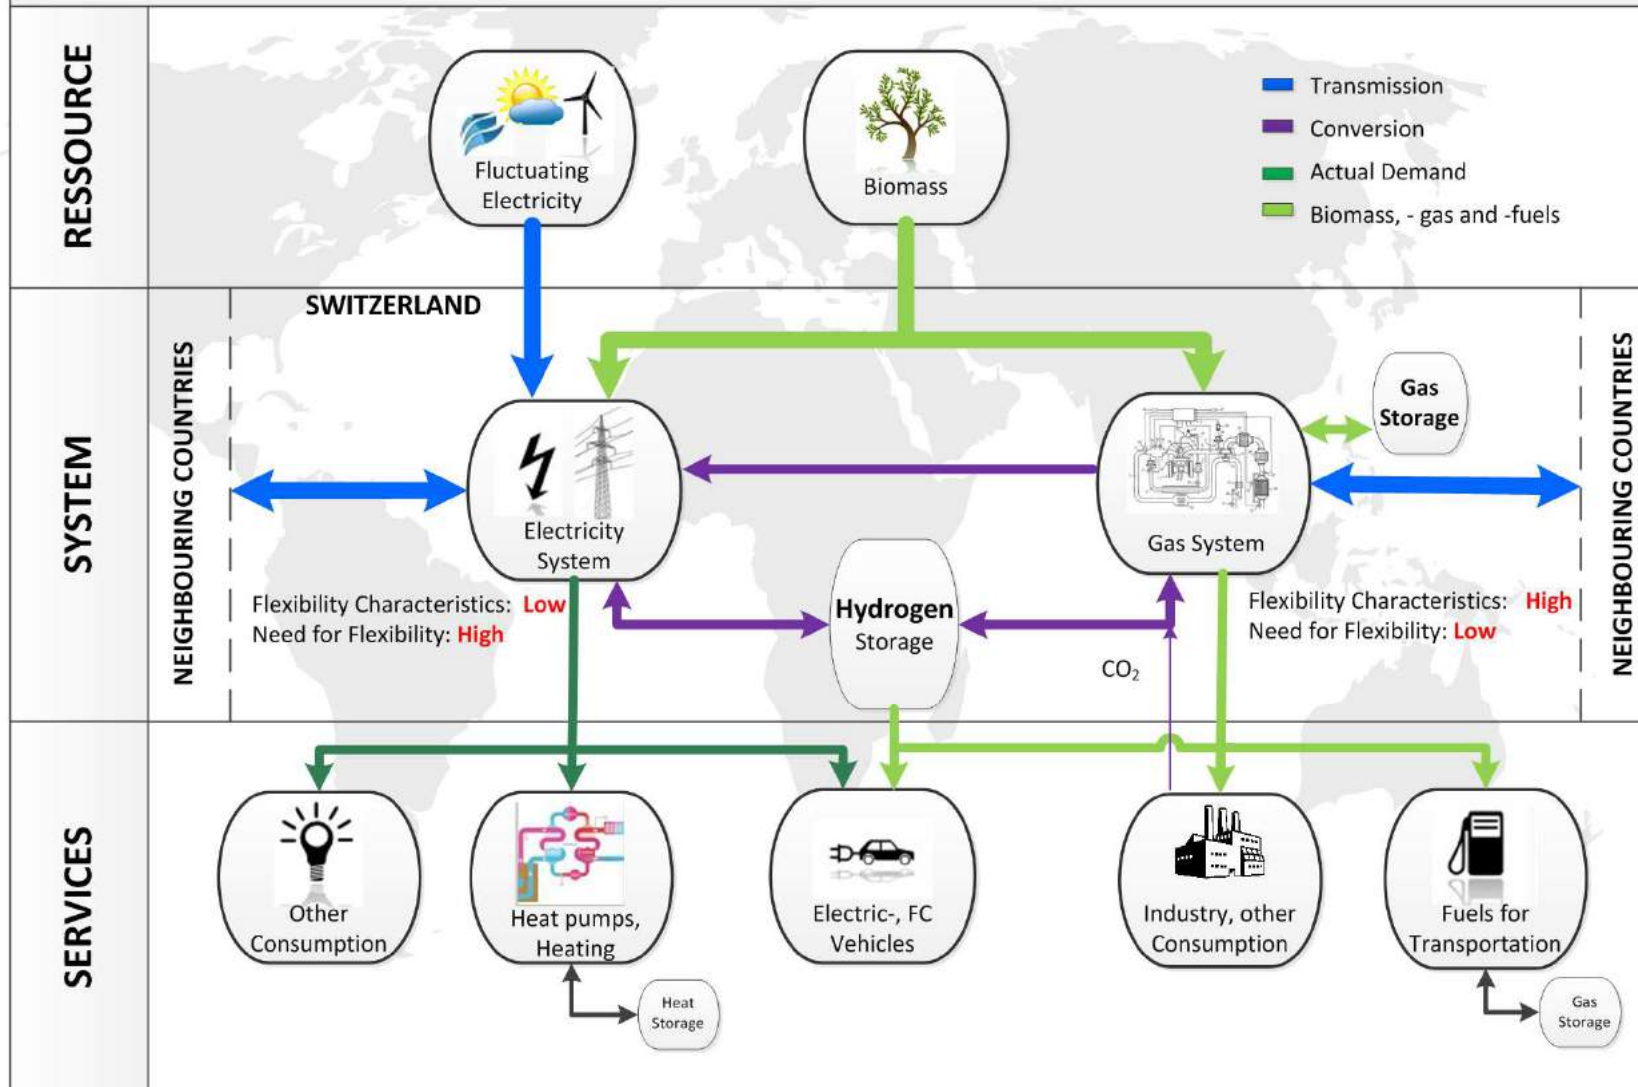 RESSOURCE
Fluctuating
Electricity
Biomass
Transmission
Conversion
Actual Demand
Biomass, - gas and -fuels
SYSTEM
NEIGHBOURING COUNTRIES
SWITZERLAND
Electricity
System
Flexibility Characteristics: Low
Need for Flexibility: High
Hydrogen
Storage
Gas System
Gas
Storage
Flexibility Characteristics: High
Need for Flexibility: Low
CO₂
NEIGHBOURING COUNTRIES
SERVICES
Other
Consumption
Heat pumps,
Heating
Heat
Storage
Electric-, FC
Vehicles
Industry, other
Consumption
Fuels for
Transportation
Gas
Storage